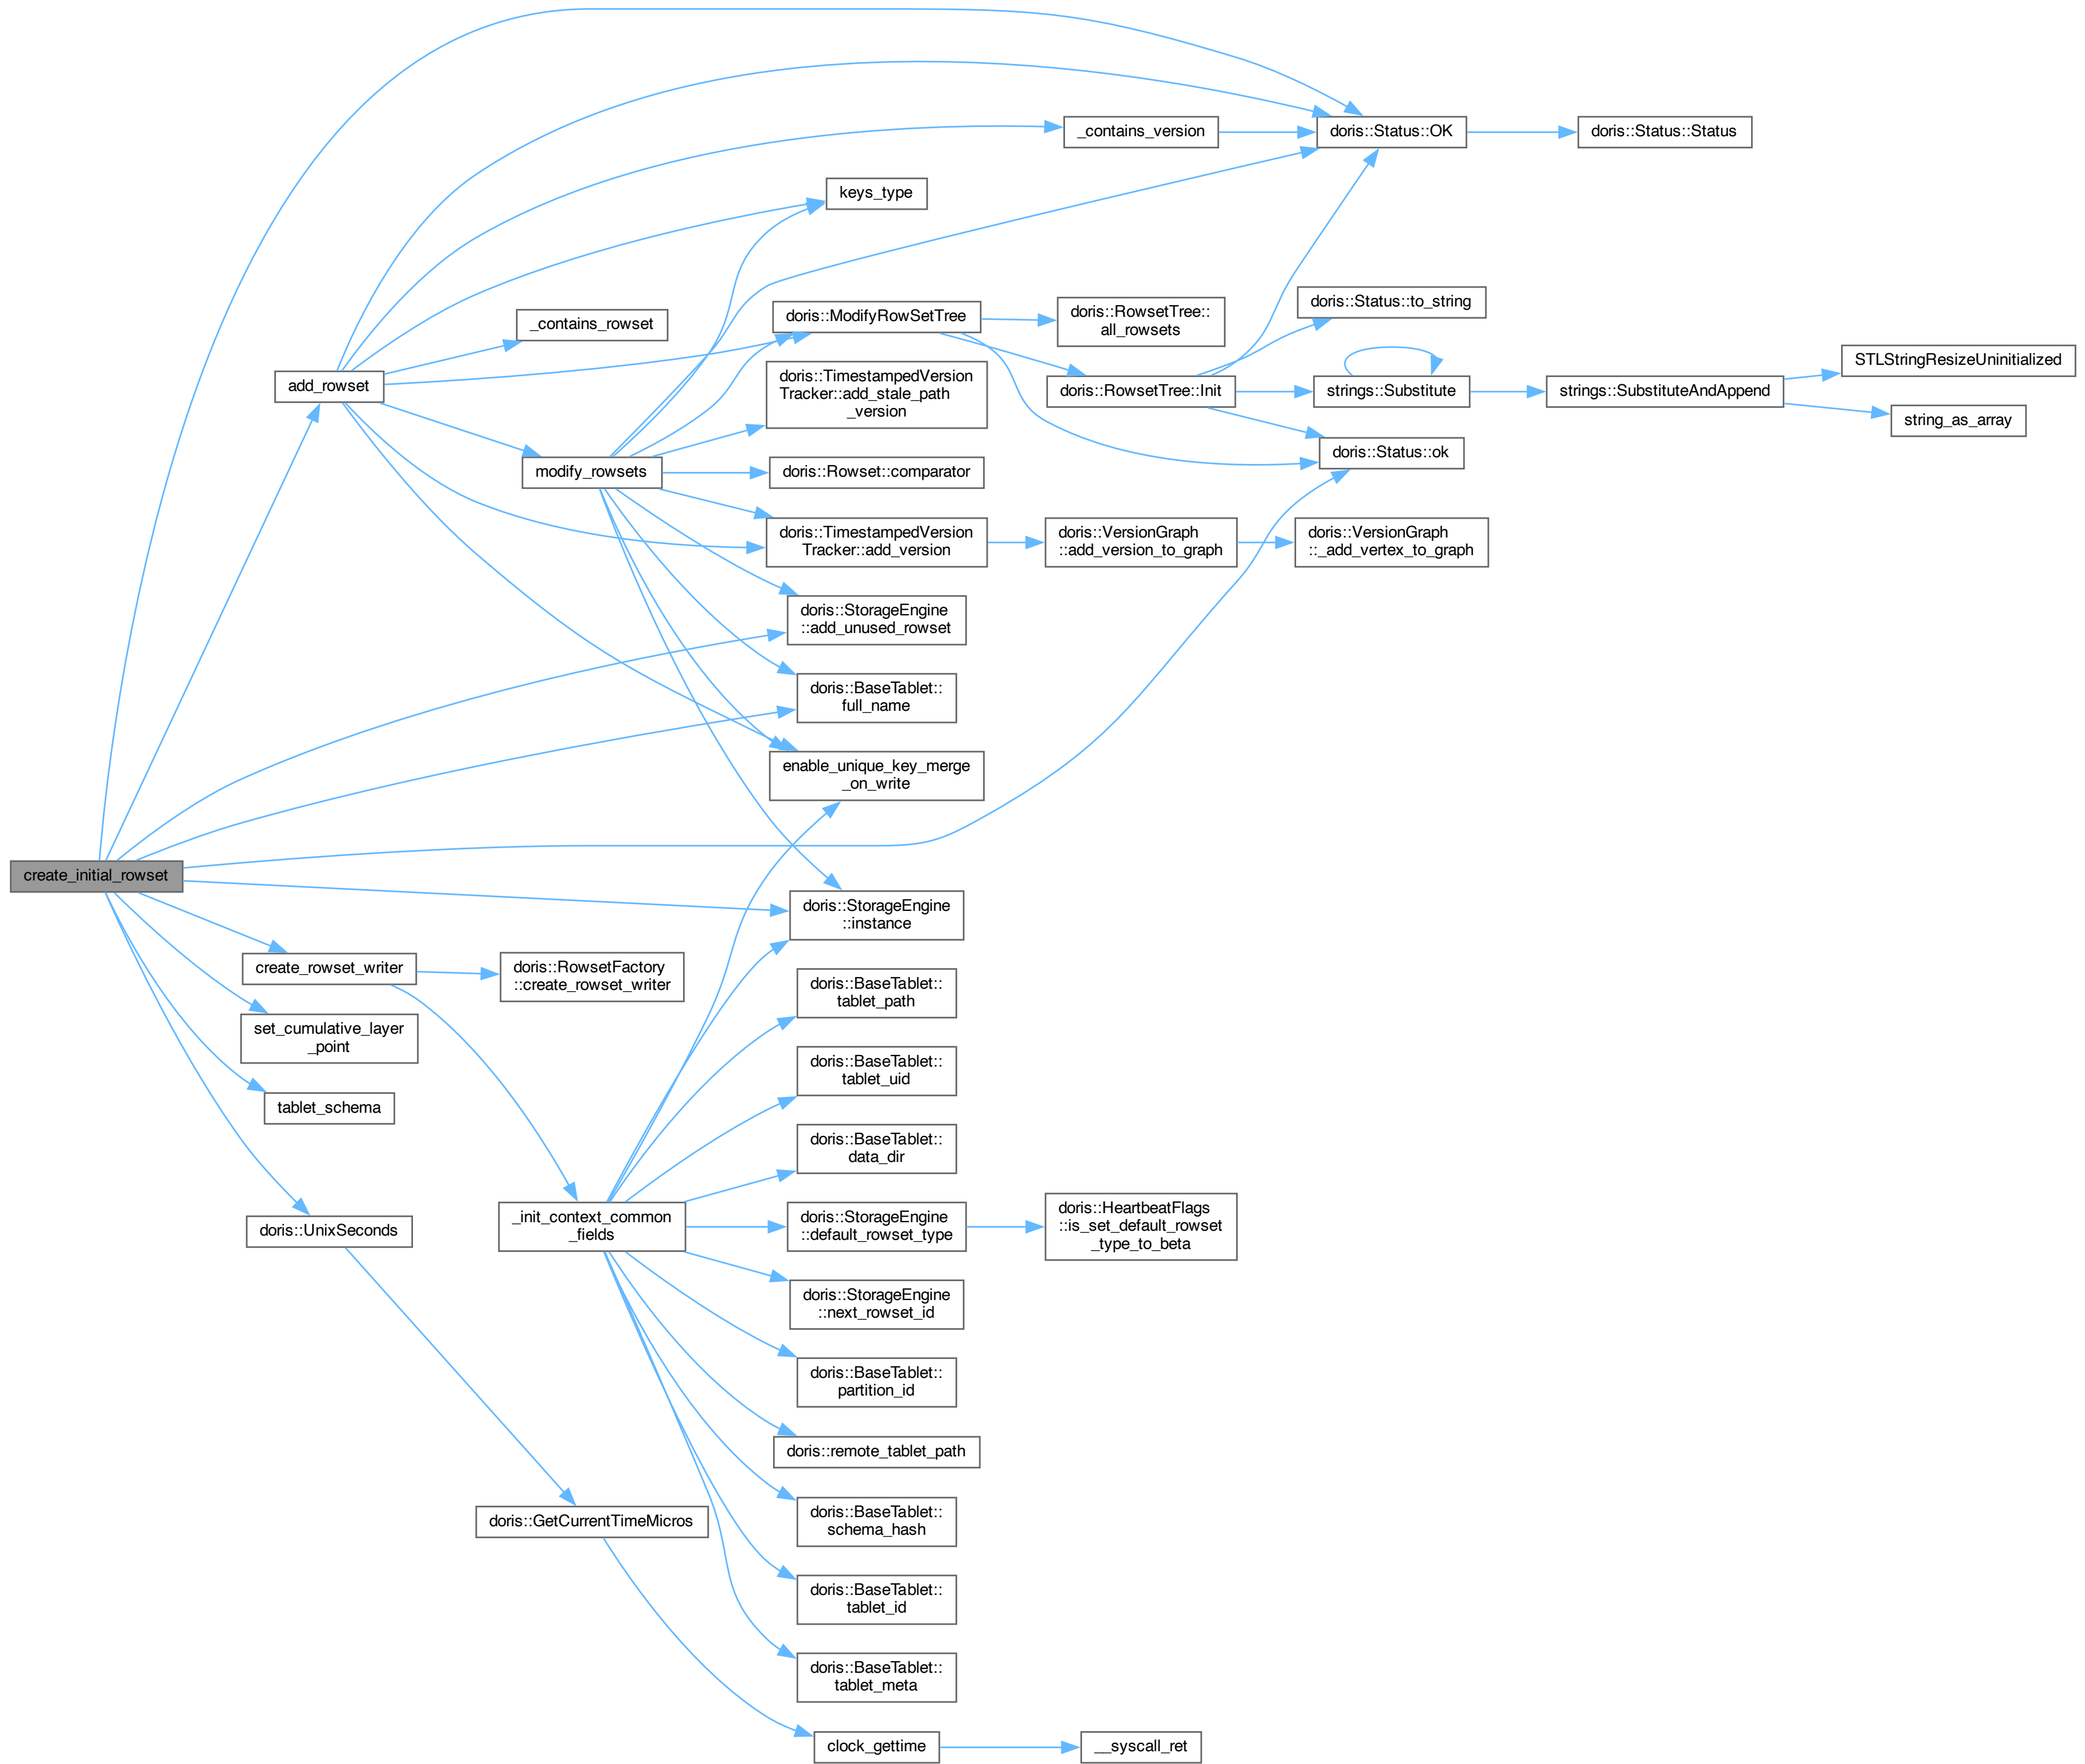 _contains_version
doris::Status::OK
doris::Status::Status
keys_type
doris::Status::to_string
_contains_rowset
doris::ModifyRowSetTree
doris::RowsetTree::
all_rowsets
add_rowset
doris::TimestampedVersion
Tracker::add_stale_path
_version
doris::RowsetTree::Init
strings::Substitute
strings::SubstituteAndAppend
STLStringResizeUninitialized
string_as_array
modify_rowsets
doris::Rowset::comparator
doris::Status::ok
doris::TimestampedVersion
Tracker::add_version
doris::VersionGraph
::add_version_to_graph
doris::VersionGraph
::_add_vertex_to_graph
doris::StorageEngine
::add_unused_rowset
doris::BaseTablet::
full_name
enable_unique_key_merge
_on_write
create_initial_rowset
doris::StorageEngine
::instance
create_rowset_writer
doris::RowsetFactory
::create_rowset_writer
doris::BaseTablet::
tablet_path
set_cumulative_layer
_point
doris::BaseTablet::
tablet_uid
tablet_schema
doris::BaseTablet::
data_dir
doris::UnixSeconds
_init_context_common
_fields
doris::StorageEngine
::default_rowset_type
doris::HeartbeatFlags
::is_set_default_rowset
_type_to_beta
doris::StorageEngine
::next_rowset_id
doris::BaseTablet::
partition_id
doris::remote_tablet_path
doris::GetCurrentTimeMicros
doris::BaseTablet::
schema_hash
doris::BaseTablet::
tablet_id
doris::BaseTablet::
tablet_meta
clock_gettime
__syscall_ret